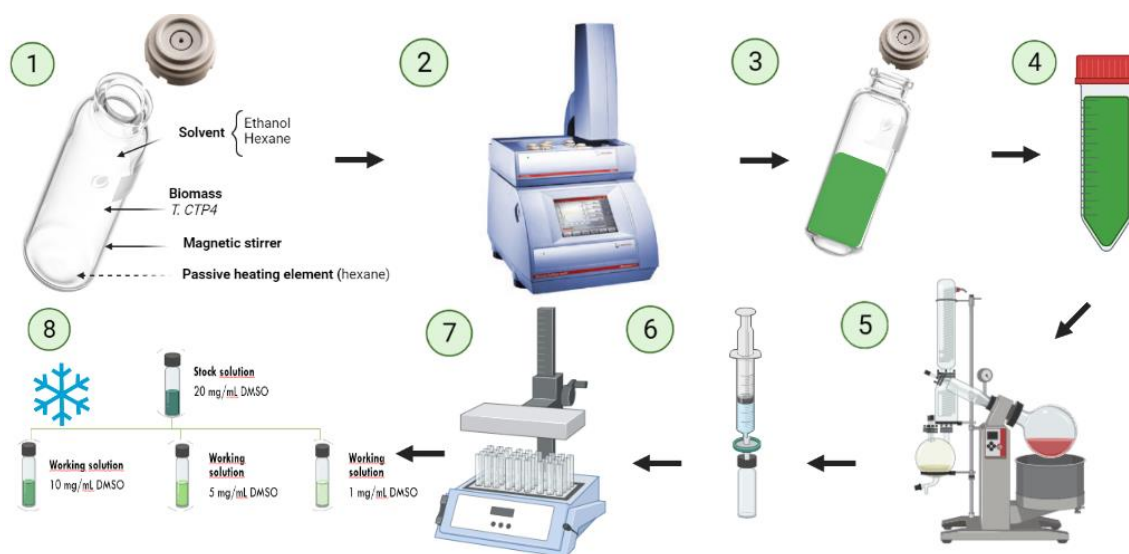 1
2
3
4
Solvent
Ethanol
Hexane
Biomass
T. CTP4
Magnetic stirrer
Passive heating element (hexane)
8
7
6
5
Stock solution
20 mg/mL DMSO
Working solution
10 mg/mL DMSO
Working
solution
5 mg/mL DMSO
Working
solution
1 mg/mL DMSO